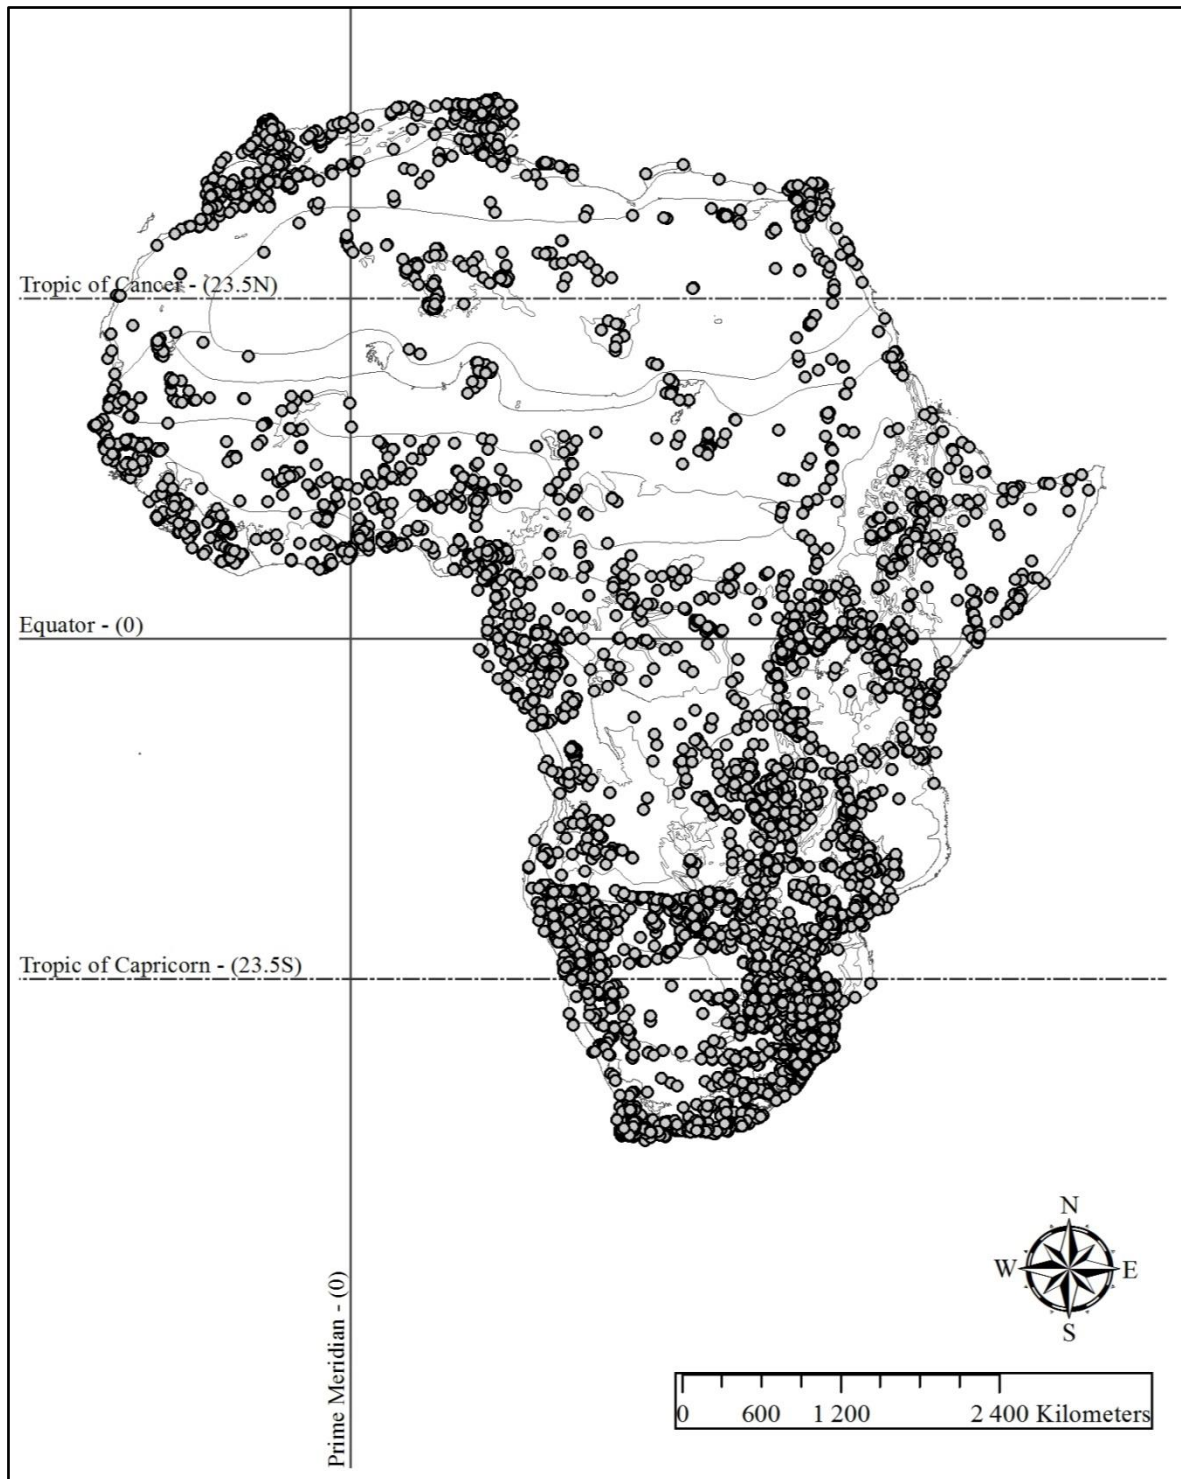 Tropic of Cancer - (23.5N)
Equator - (0)
Tropic of Capricorn - (23.5S)
Prime Meridian - (0)
N
W E
S
0 600 1 200 2 400 Kilometers